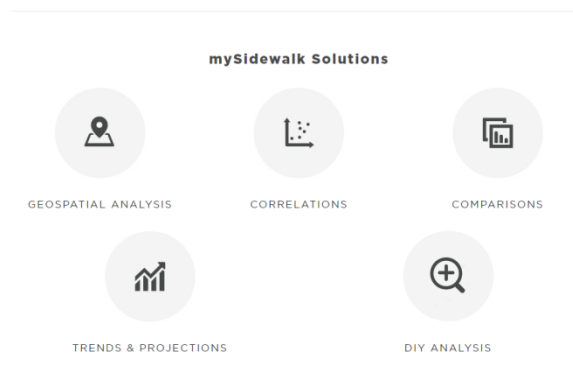 mySidewalk Solutions
GEOSPATIAL ANALYSIS
CORRELATIONS
COMPARISONS
TRENDS & PROJECTIONS
DIY ANALYSIS